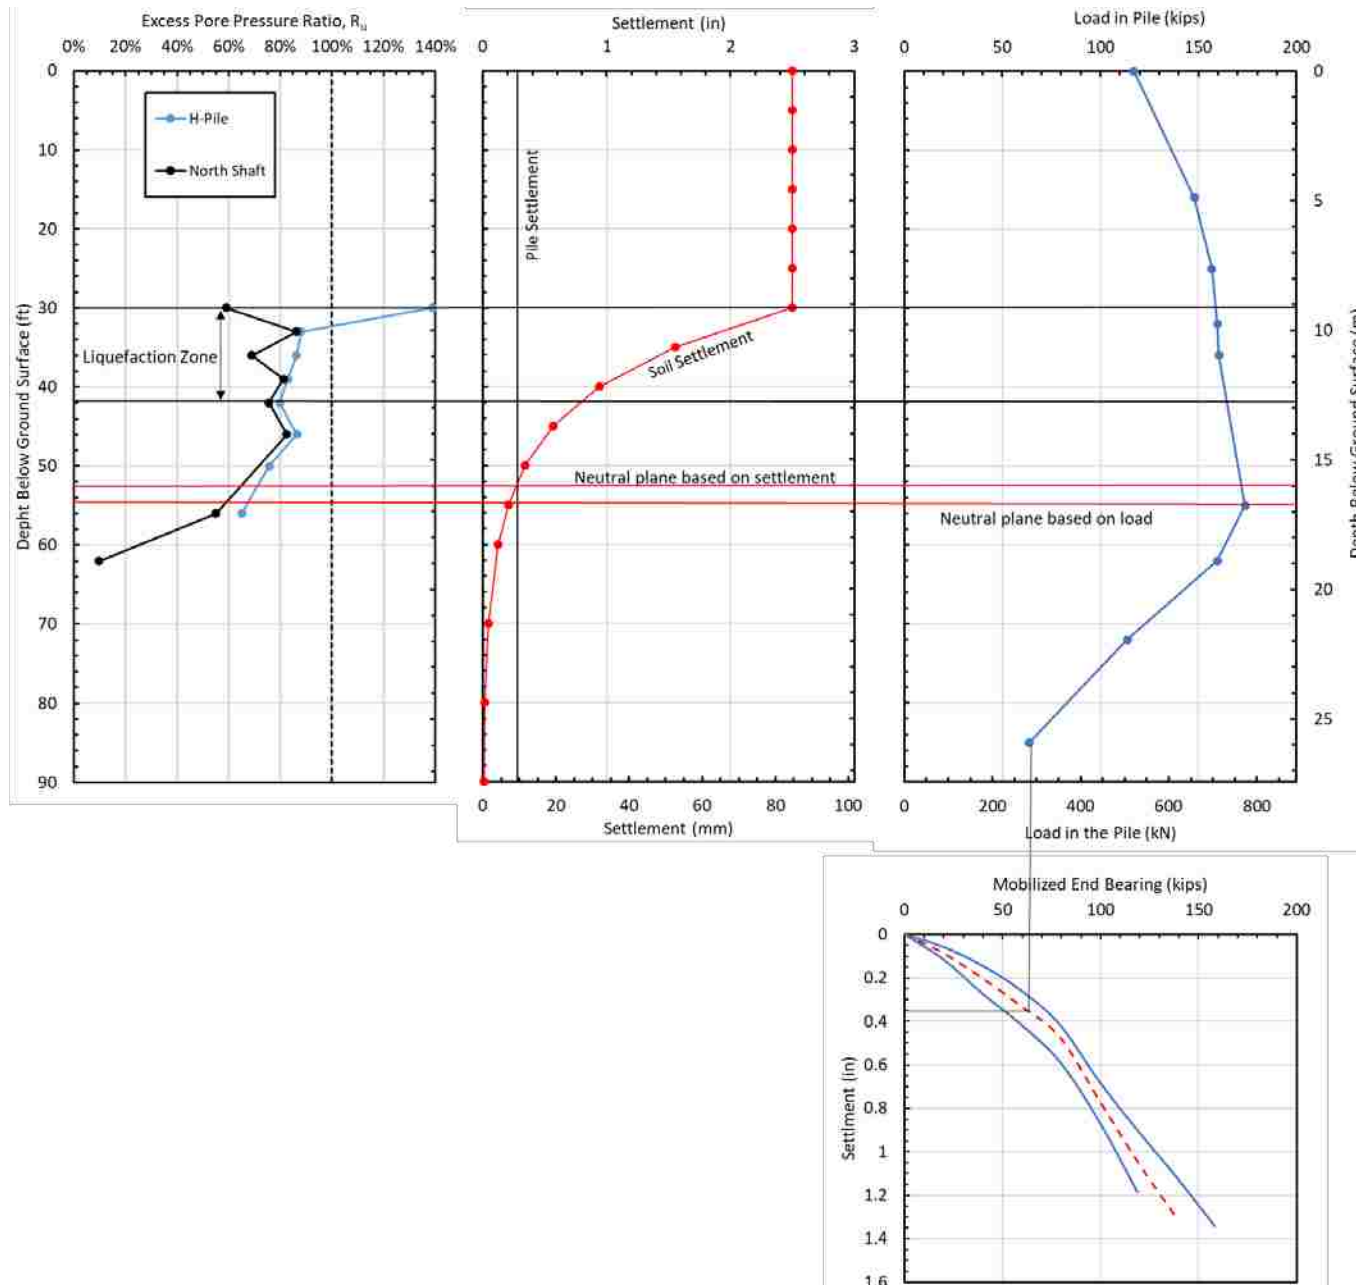 Excess Pore Pressure Ratio, Ru
0% 20% 40% 60% 80% 100% 120% 140%
0
10
20
30
40
50
60
70
80
90
Depht Below Ground Surface (ft)
H-Pile
North Shaft
Liquefaction Zone
Settlement (in)
0 1 2 3
Pile Settlement
Soil Settlement
Neutral plane based on settlement
0 20 40 60 80 100
Settlement (mm)
Load in Pile (kips)
0 50 100 150 200
Neutral plane based on load
0
5
10
15
20
25
Depth Below Ground Surface (m)
0 200 400 600 800
Load in the Pile (kN)
Mobilized End Bearing (kips)
0 50 100 150 200
0
0.2
0.4
0.6
0.8
1
1.2
1.4
1.6
Settlment (in)